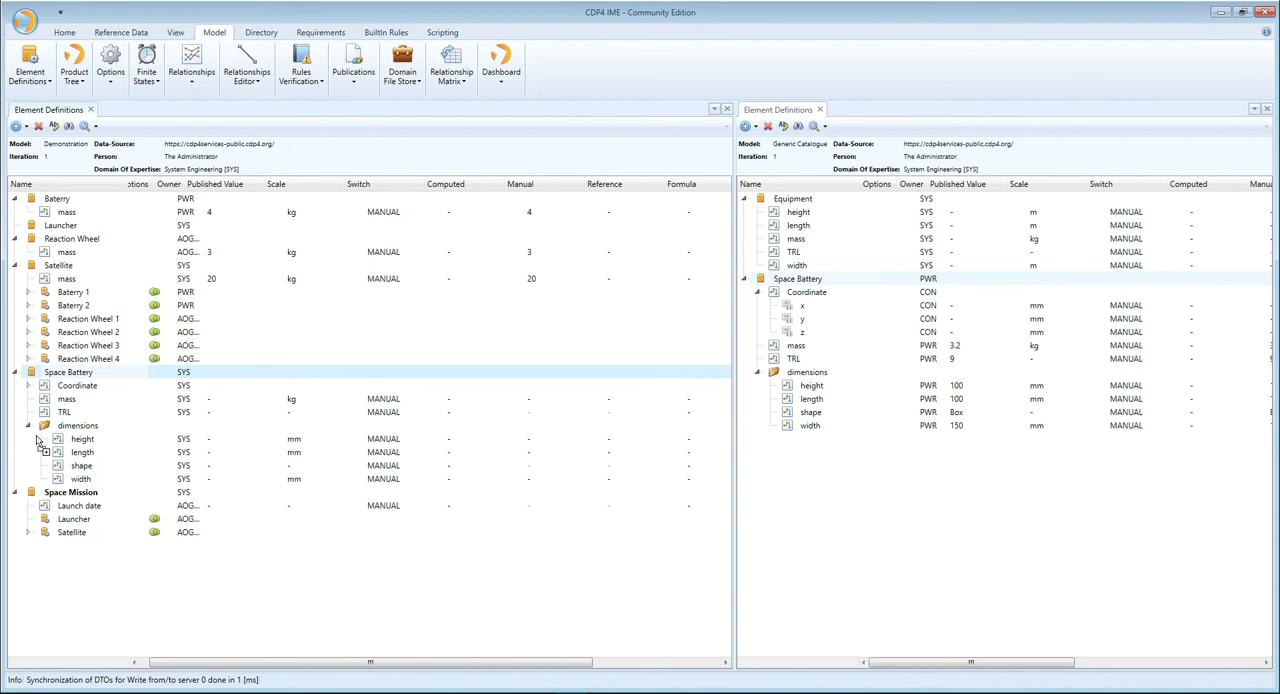 CDP4 IME - Community Edition
Home Reference Data View Model Directory Requirements BuiltIn Rules Scripting
Element Definitions Product Tree Options Finite States Relationships Relationships Editor Rules Verification Publications Domain File Store Relationship Matrix Dashboard
Element Definitions
Model: Demonstration Data-Source: https://cdp4services-public.cdp4.org/
Iteration: 1 Person: The Administrator
Domain Of Expertise: System Engineering [SYS]
Name ptions Owner Published Value Scale Switch Computed Manual Reference Formula
Baterry PWR
mass PWR 4 kg MANUAL - 4 - -
Launcher SYS
Reaction Wheel AOG...
mass AOG... 3 kg MANUAL - 3 - -
Satellite SYS
mass SYS 20 kg MANUAL - 20 - -
Baterry 1 PWR
Baterry 2 PWR
Reaction Wheel 1 AOG...
Reaction Wheel 2 AOG...
Reaction Wheel 3 AOG...
Reaction Wheel 4 AOG...
Space Battery SYS
Coordinate SYS
mass SYS - kg MANUAL - - - -
TRL SYS - - MANUAL - - - -
dimensions
height SYS - mm MANUAL - - - -
length SYS - mm MANUAL - - - -
shape SYS - - MANUAL - - - -
width SYS - mm MANUAL - - - -
Space Mission SYS
Launch date AOG... - - MANUAL - - - -
Launcher AOG...
Satellite AOG...
Element Definitions
Model: Generic Catalogue Data-Source: https://cdp4services-public.cdp4.org/
Iteration: 1 Person: The Administrator
Domain Of Expertise: System Engineering [SYS]
Name Options Owner Published Value Scale Switch Computed Manua
Equipment SYS
height SYS - m MANUAL -
length SYS - m MANUAL -
mass SYS - kg MANUAL -
TRL SYS - - MANUAL -
width SYS - m MANUAL -
Space Battery PWR
Coordinate CON
x CON - mm MANUAL -
y CON - mm MANUAL -
z CON - mm MANUAL -
mass PWR 3.2 kg MANUAL -
TRL PWR 9 - MANUAL -
dimensions
height PWR 100 mm MANUAL -
length PWR 100 mm MANUAL -
shape PWR Box - MANUAL -
width PWR 150 mm MANUAL -
Info: Synchronization of DTOs for Write from/to server 0 done in 1 [ms]